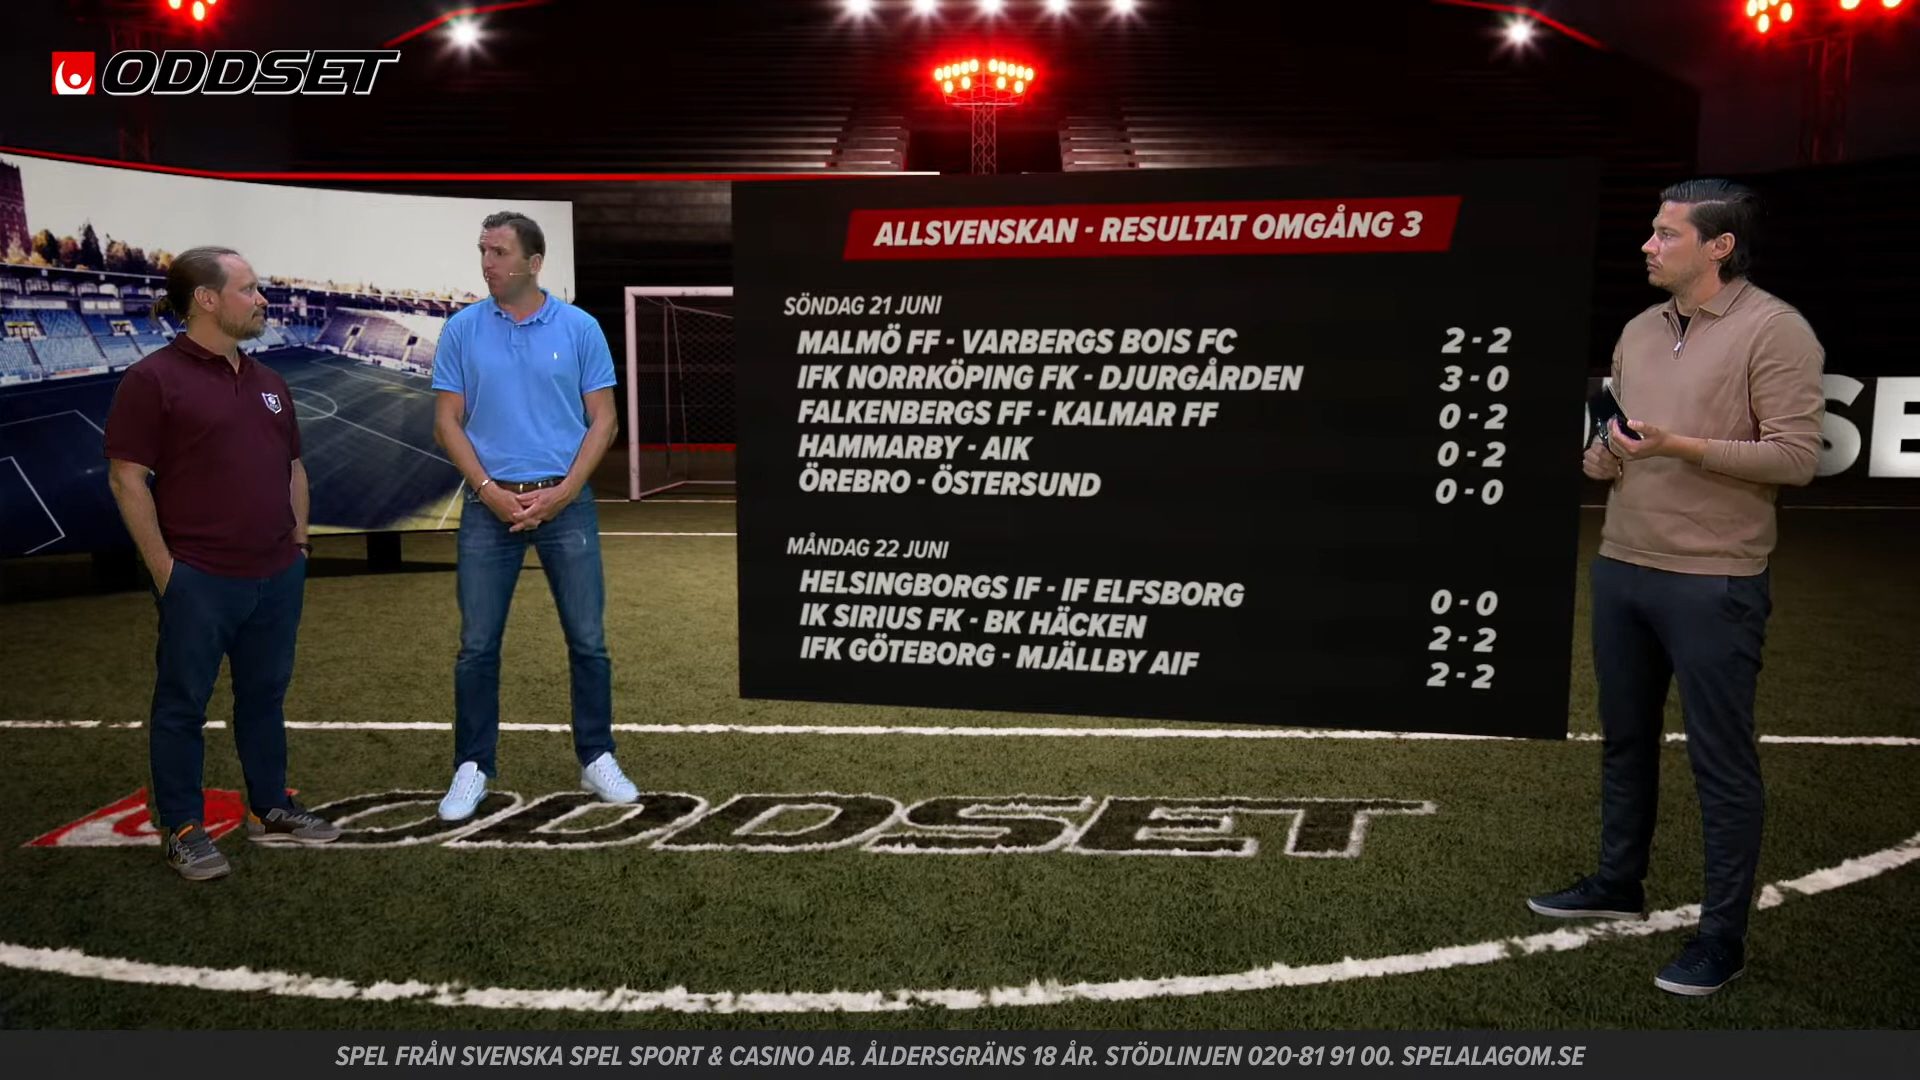 ODDSET
ALLSVENSKAN - RESULTAT OMGÅNG 3
SÖNDAG 21 JUNI
MALMÖ FF - VARBERGS BOIS FC 2 - 2
IFK NORRKÖPING FK - DJURGÅRDEN 3 - 0
FALKENBERGS FF - KALMAR FF 0 - 2
HAMMARBY - AIK 0 - 2
ÖREBRO - ÖSTERSUND 0 - 0
MÅNDAG 22 JUNI
HELSINGBORGS IF - IF ELFSBORG 0 - 0
IK SIRIUS FK - BK HÄCKEN 2 - 2
IFK GÖTEBORG - MJÄLLBY AIF 2 - 2
SE
ODDSET
SPEL FRÅN SVENSKA SPEL SPORT & CASINO AB. ÅLDERSGRÄNS 18 ÅR. STÖDLINJEN 020-81 91 00. SPELALAGOM.SE